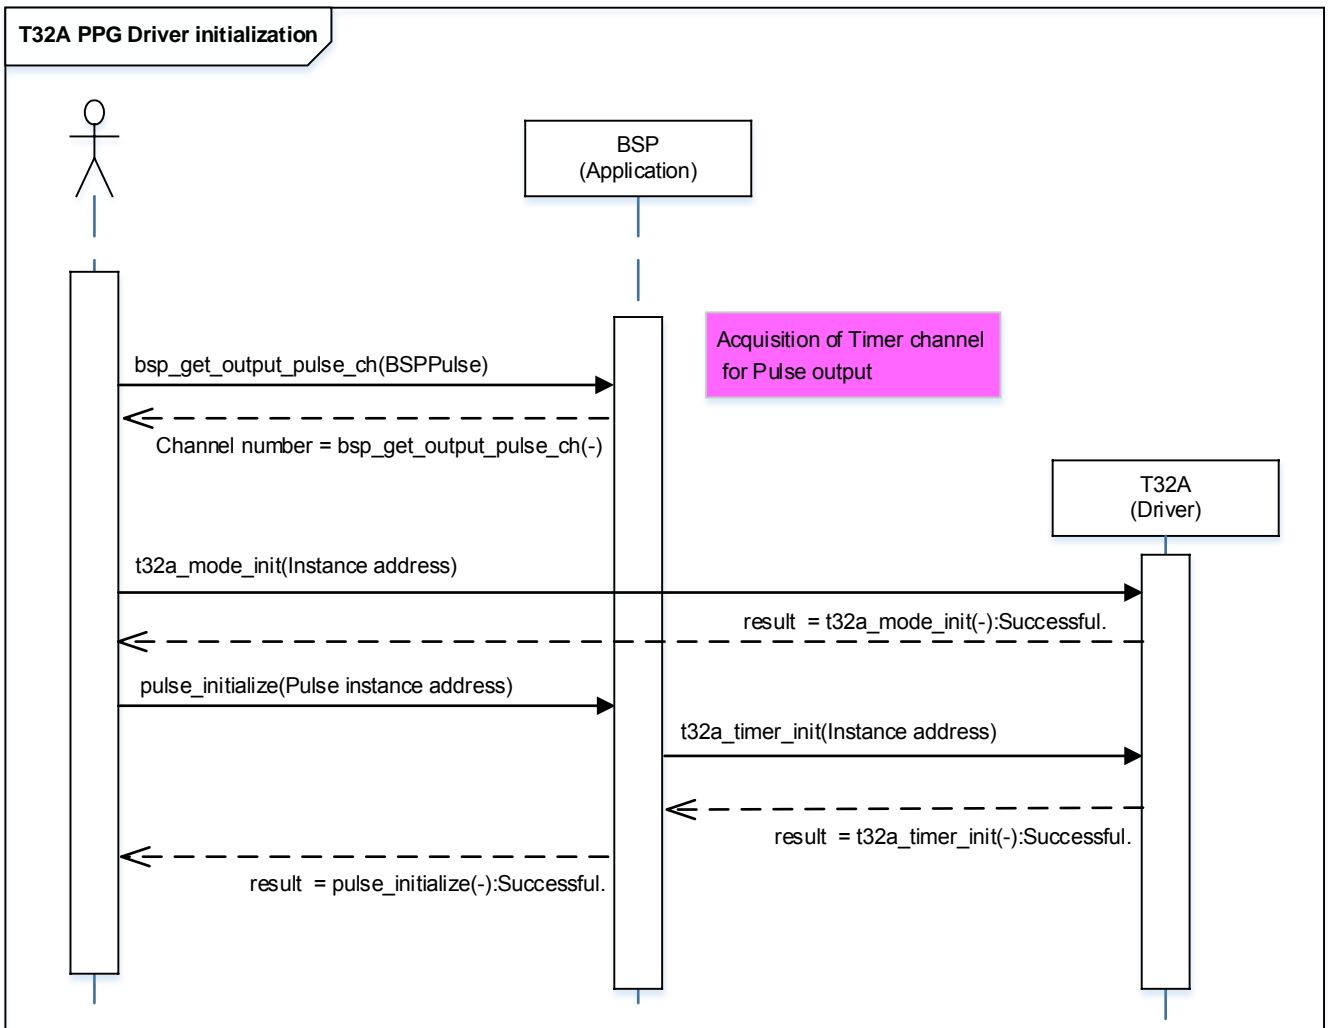 T32A PPG Driver initialization
BSP
(Application)
Acquisition of Timer channel
for Pulse output
bsp_get_output_pulse_ch(BSPPulse)
Channel number = bsp_get_output_pulse_ch(-)
T32A
(Driver)
t32a_mode_init(Instance address)
result = t32a_mode_init(-):Successful.
pulse_initialize(Pulse instance address)
t32a_timer_init(Instance address)
result = t32a_timer_init(-):Successful.
result = pulse_initialize(-):Successful.